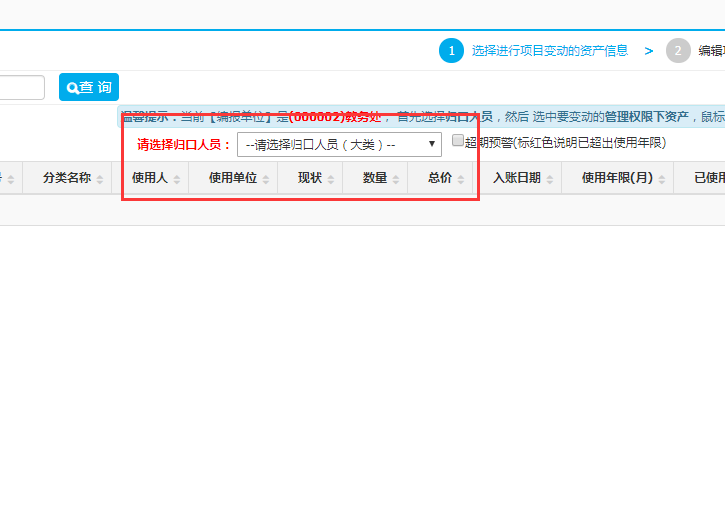 1 选择进行项目变动的资产信息 > 2 编辑
查 询
温馨提示：当前【编报单位】是(000002)教务处， 首先选择归口人员，然后 选中要变动的管理权限下资产，鼠标
请选择归口人员： --请选择归口人员（大类）-- 超期预警(标红色说明已超出使用年限)
分类名称 使用人 使用单位 现状 数量 总价 入账日期 使用年限(月) 已使用